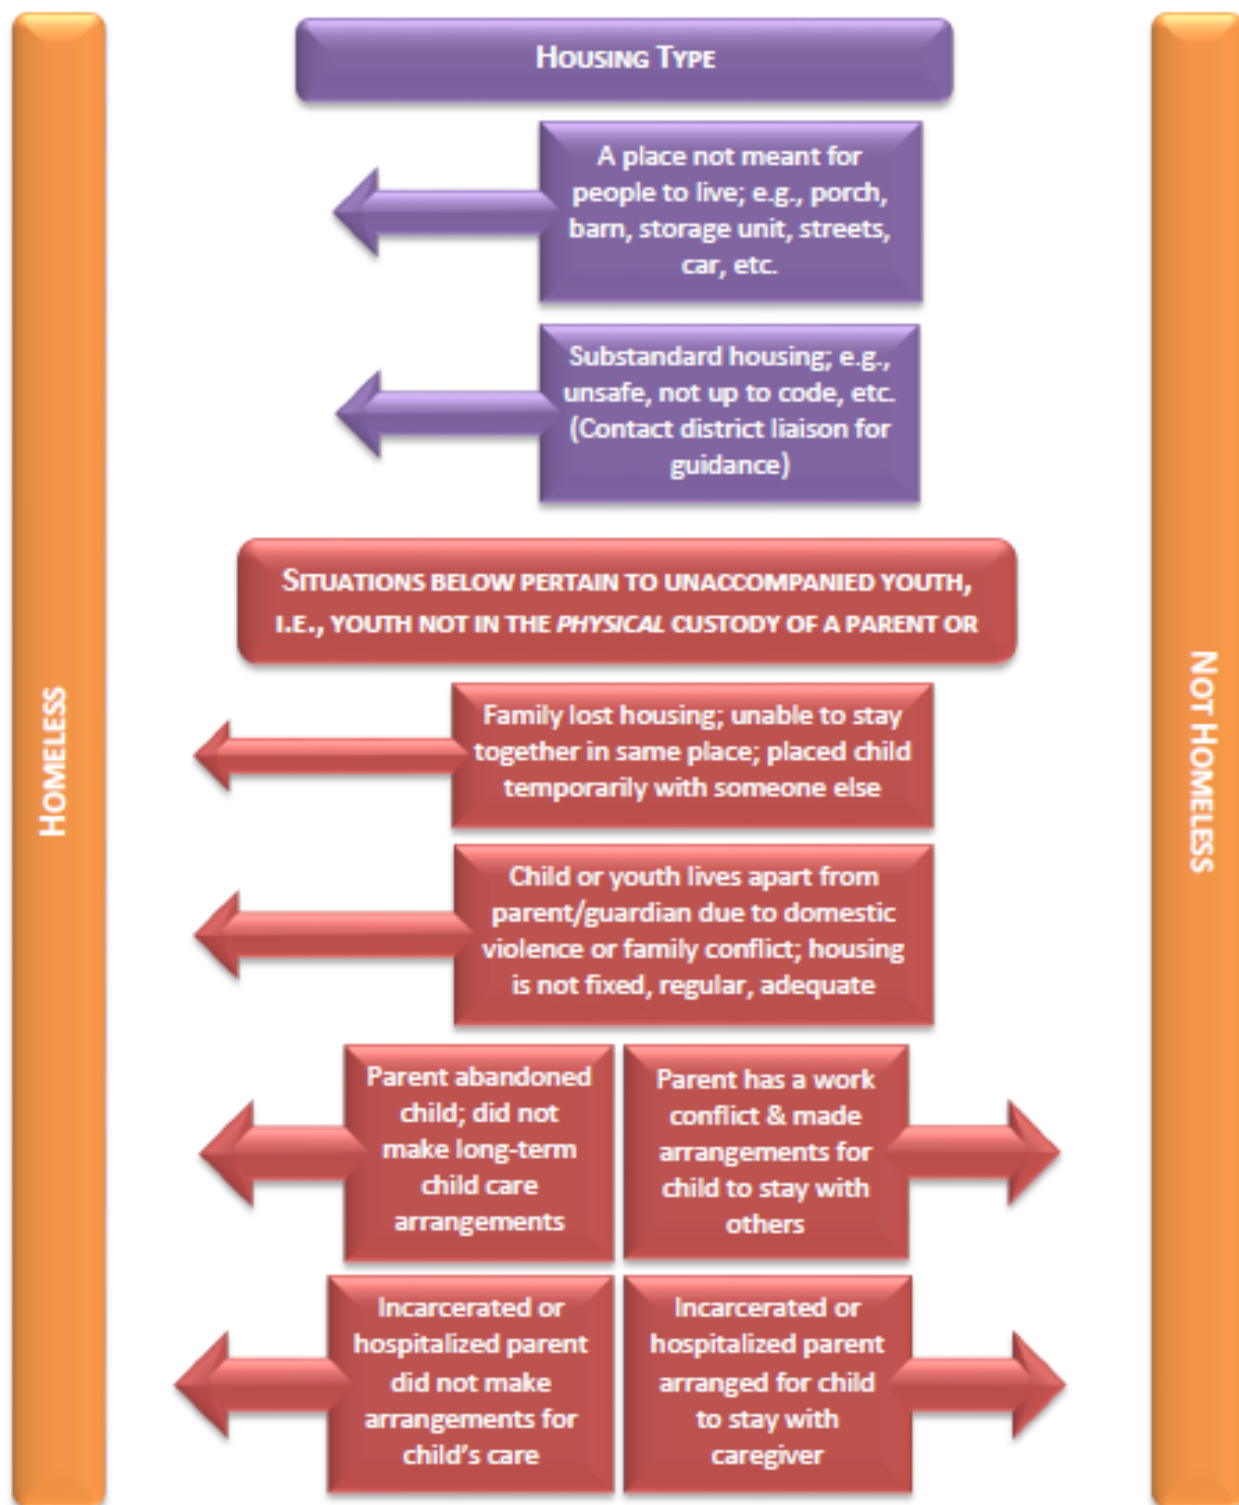 HOUSING TYPE
A place not meant for
people to live; e.g., porch,
barn, storage unit, streets,
car, etc.
Substandard housing; e.g.,
unsafe, not up to code, etc.
(Contact district liaison for
guidance)
SITUATIONS BELOW PERTAIN TO UNACCOMPANIED YOUTH,
I.E., YOUTH NOT IN THE PHYSICAL CUSTODY OF A PARENT OR
HOMELESS
NOT HOMELESS
Family lost housing; unable to stay
together in same place; placed child
temporarily with someone else
Child or youth lives apart from
parent/guardian due to domestic
violence or family conflict; housing
is not fixed, regular, adequate
Parent abandoned
child; did not
make long-term
child care
arrangements
Parent has a work
conflict & made
arrangements for
child to stay with
others
Incarcerated or
hospitalized parent
did not make
arrangements for
child's care
Incarcerated or
hospitalized parent
arranged for child
to stay with
caregiver